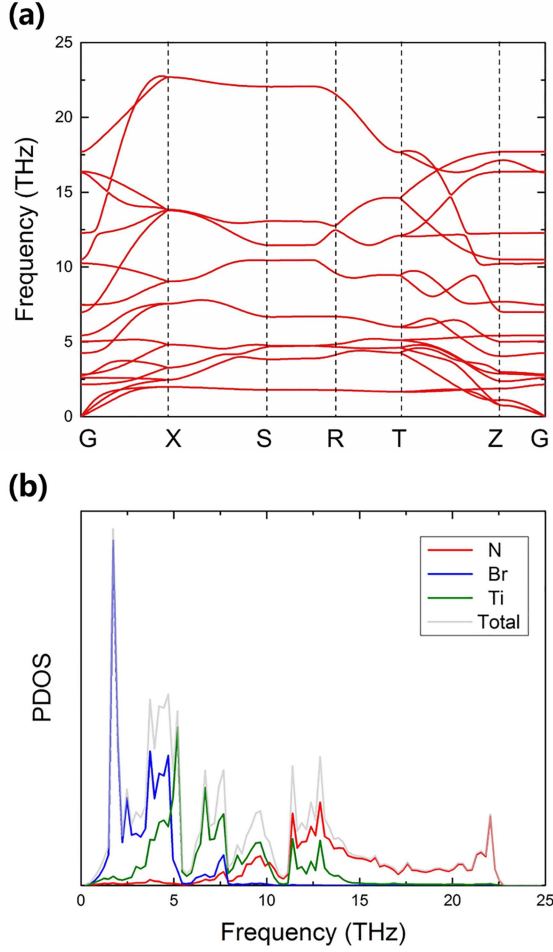 (a)
25
20
15
10
5
0
Frequency (THz)
G X S R T Z G
(b)
N
Br
Ti
Total
PDOS
0 5 10 15 20 25
Frequency (THz)